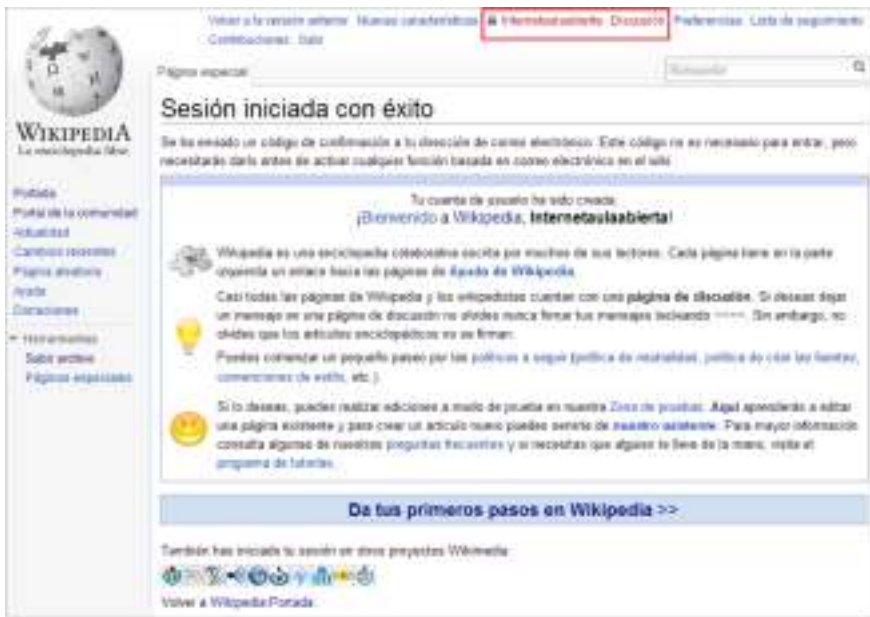 Volver a la versión anterior Nuevas características Internetaulaabierta Discusión Preferencias Lista de seguimiento
Contribuciones Salir
Página especial
Sesión iniciada con éxito
WIKIPEDIA
La enciclopedia libre
Se ha enviado un código de confirmación a tu dirección de correo electrónico. Este código no es necesario para entrar, pero
necesitarás darlo antes de activar cualquier función basada en correo electrónico en el wiki.
Portada
Portal de la comunidad
Actualidad
Cambios recientes
Página aleatoria
Ayuda
Donaciones
Herramientas
Subir archivo
Páginas especiales
Tu cuenta de usuario ha sido creada.
¡Bienvenido a Wikipedia, Internetaulaabierta!
Wikipedia es una enciclopedia colaborativa escrita por muchos de sus lectores. Cada página tiene en la parte
izquierda un enlace hacia las páginas de Ayuda de Wikipedia.
Casi todas las páginas de Wikipedia y los wikipedistas cuentan con una página de discusión. Si deseas dejar
un mensaje en una página de discusión no olvides nunca firmar tus mensajes tecleando ~~~~. Sin embargo, no
olvides que los artículos enciclopédicos no se firman.
Puedes comenzar un pequeño paseo por las políticas a seguir (política de neutralidad, política de citar las fuentes,
convenciones de estilo, etc.).
Si lo deseas, puedes realizar ediciones a modo de prueba en nuestra Zona de pruebas. Aquí aprenderás a editar
una página existente y para crear un artículo nuevo puedes servirte de nuestro asistente. Para mayor información
consulta algunas de nuestras preguntas frecuentes y si necesitas que alguien te lleve de la mano, visita el
programa de tutorías.
Da tus primeros pasos en Wikipedia >>
También has iniciado tu sesión en otros proyectos Wikimedia:
Volver a Wikipedia:Portada.